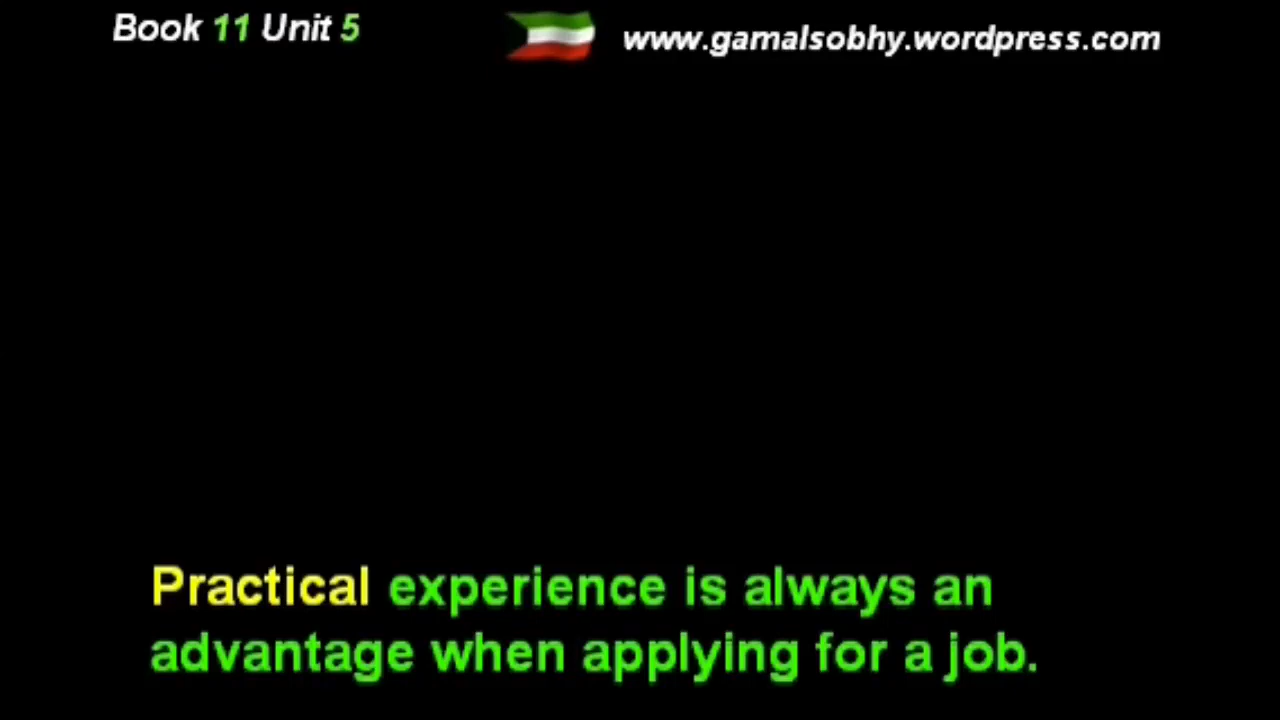 Book 11 Unit 5
www.gamalsobhy.wordpress.com
Practical experience is always an
advantage when applying for a job.